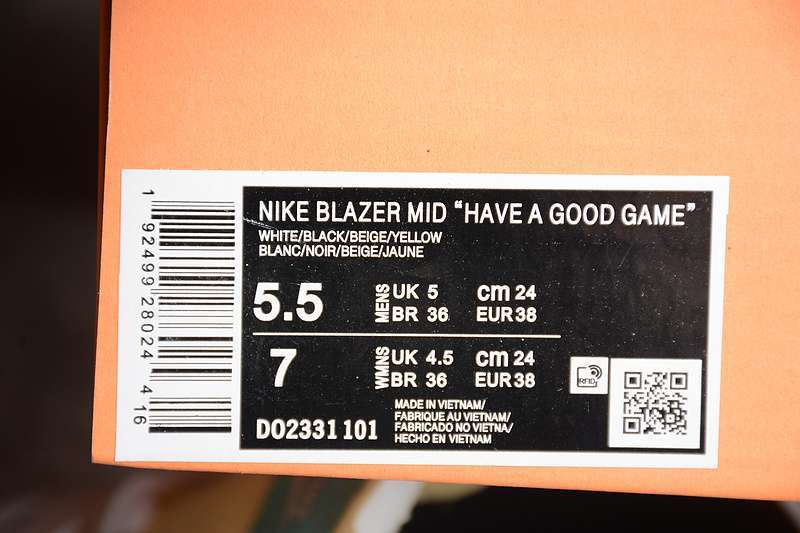 NIKE BLAZER MID “HAVE A GOOD GAME”
WHITE/BLACK/BEIGE/YELLOW
BLANC/NOIR/BEIGE/JAUNE
5.5 MENS UK 5 cm 24
BR 36 EUR 38
7 WMNS UK 4.5 cm 24
BR 36 EUR 38
RFID
MADE IN VIETNAM/
FABRIQUE AU VIETNAM/
FABRICADO NO VIETNA/
HECHO EN VIETNAM
DO2331 101
1 92499 28024 4 16